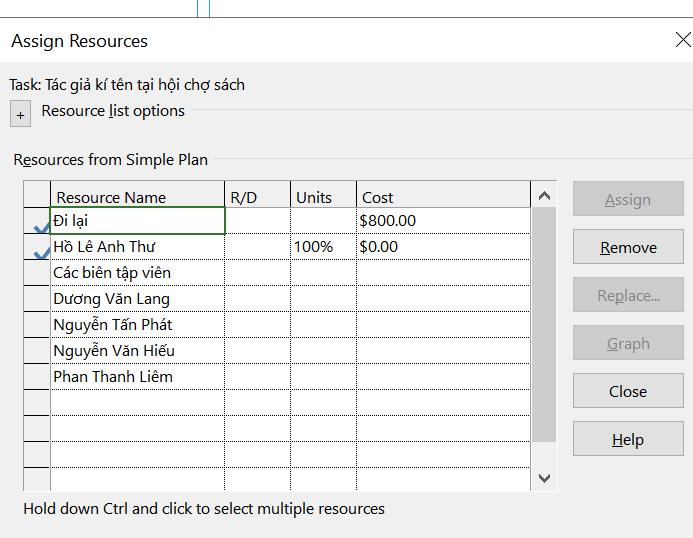 Assign Resources
Task: Tác giả kí tên tại hội chợ sách
+ Resource list options
Resources from Simple Plan
Resource Name R/D Units Cost
Đi lại $800.00
Hồ Lê Anh Thư 100% $0.00
Các biên tập viên
Dương Văn Lang
Nguyễn Tấn Phát
Nguyễn Văn Hiếu
Phan Thanh Liêm
Assign
Remove
Replace...
Graph
Close
Help
Hold down Ctrl and click to select multiple resources